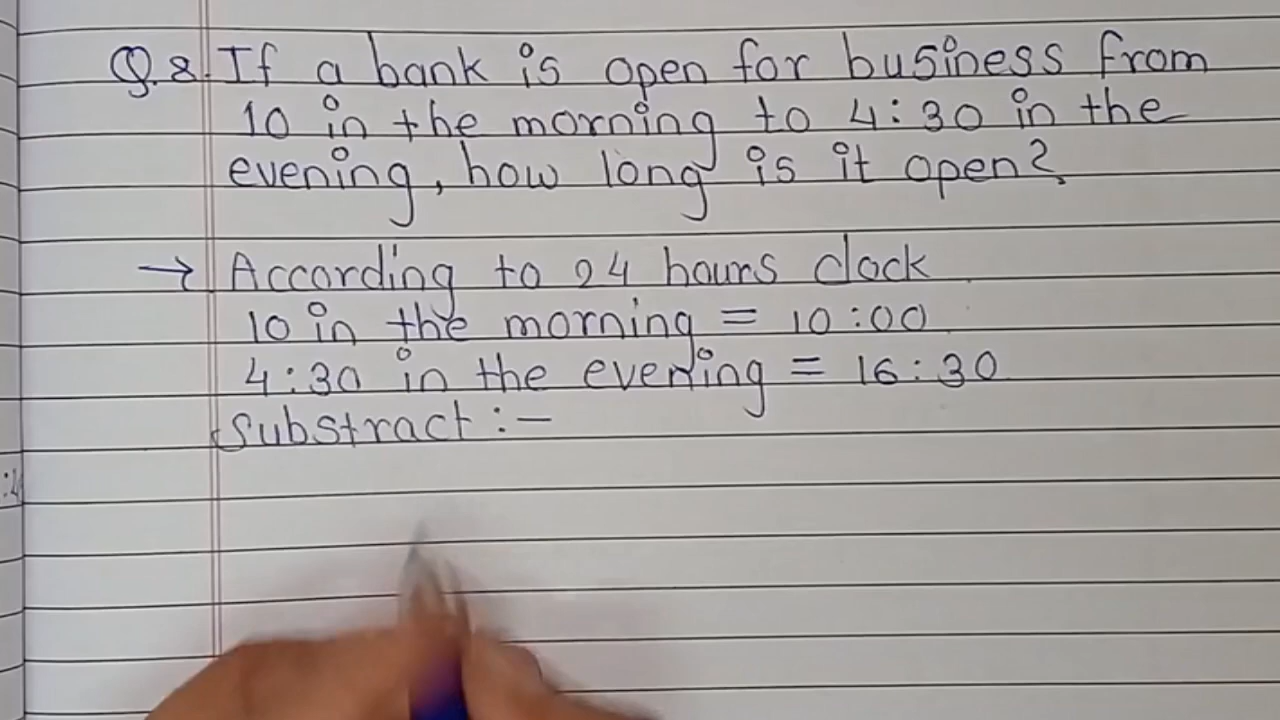 Q.8. If a bank is open for business from
10 in the morning to 4:30 in the
evening, how long is it open?
→ According to 24 hours clock
10 in the morning = 10:00
4:30 in the evening = 16:30
Substract :-